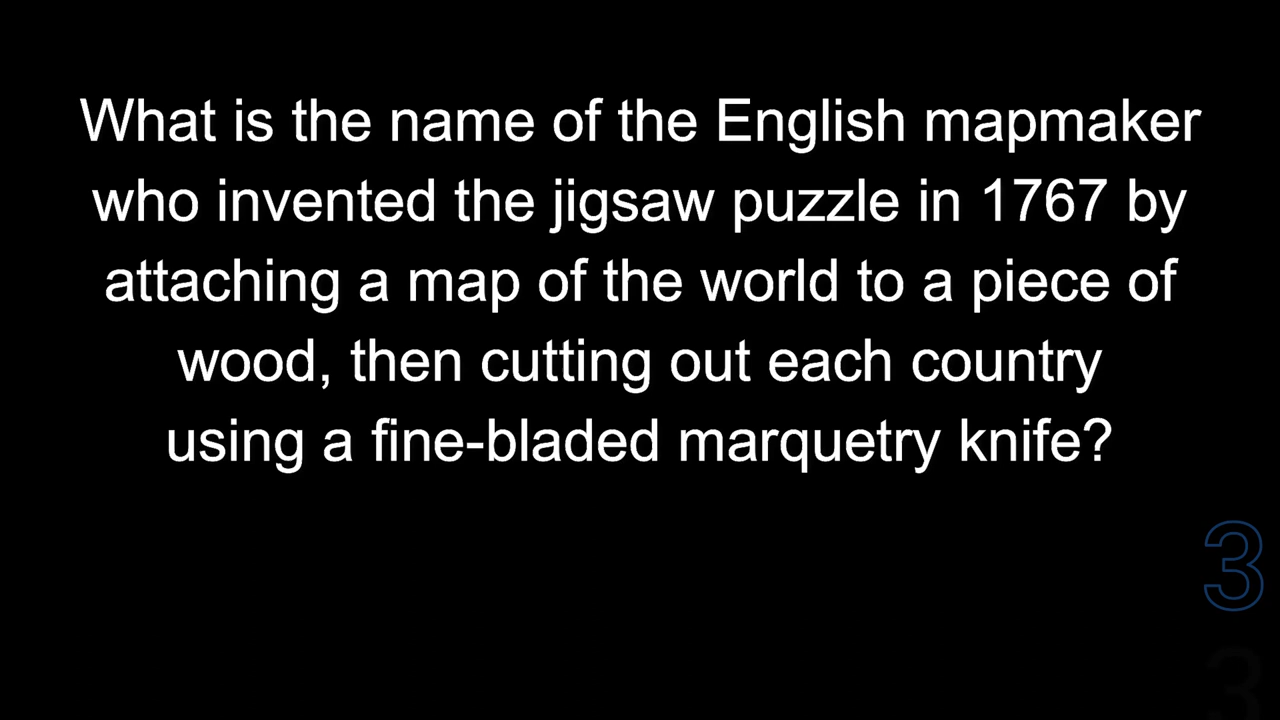 What is the name of the English mapmaker
who invented the jigsaw puzzle in 1767 by
attaching a map of the world to a piece of
wood, then cutting out each country
using a fine-bladed marquetry knife?
3
3